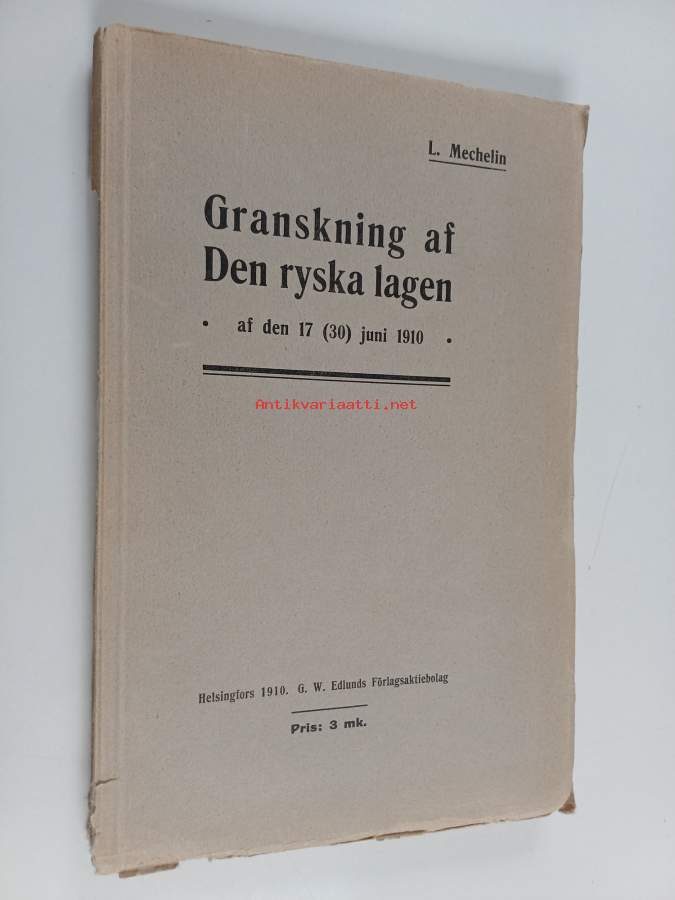 L. Mechelin
Granskning af
Den ryska lagen
• af den 17 (30) juni 1910 •
Antikvariaatti.net
Helsingfors 1910. G. W. Edlunds Förlagsaktiebolag
Pris: 3 mk.